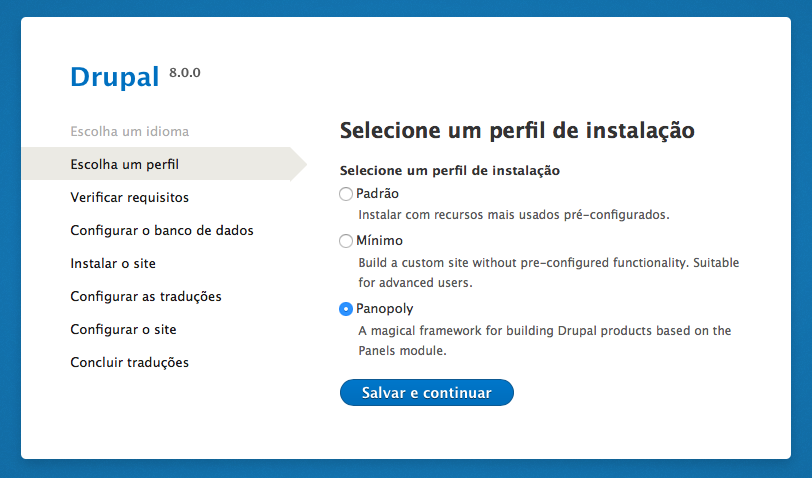 Drupal 8.0.0
Escolha um idioma
Escolha um perfil
Verificar requisitos
Configurar o banco de dados
Instalar o site
Configurar as traduções
Configurar o site
Concluir traduções
Selecione um perfil de instalação
Selecione um perfil de instalação
Padrão
Instalar com recursos mais usados pré-configurados.
Mínimo
Build a custom site without pre-configured functionality. Suitable
for advanced users.
Panopoly
A magical framework for building Drupal products based on the
Panels module.
Salvar e continuar